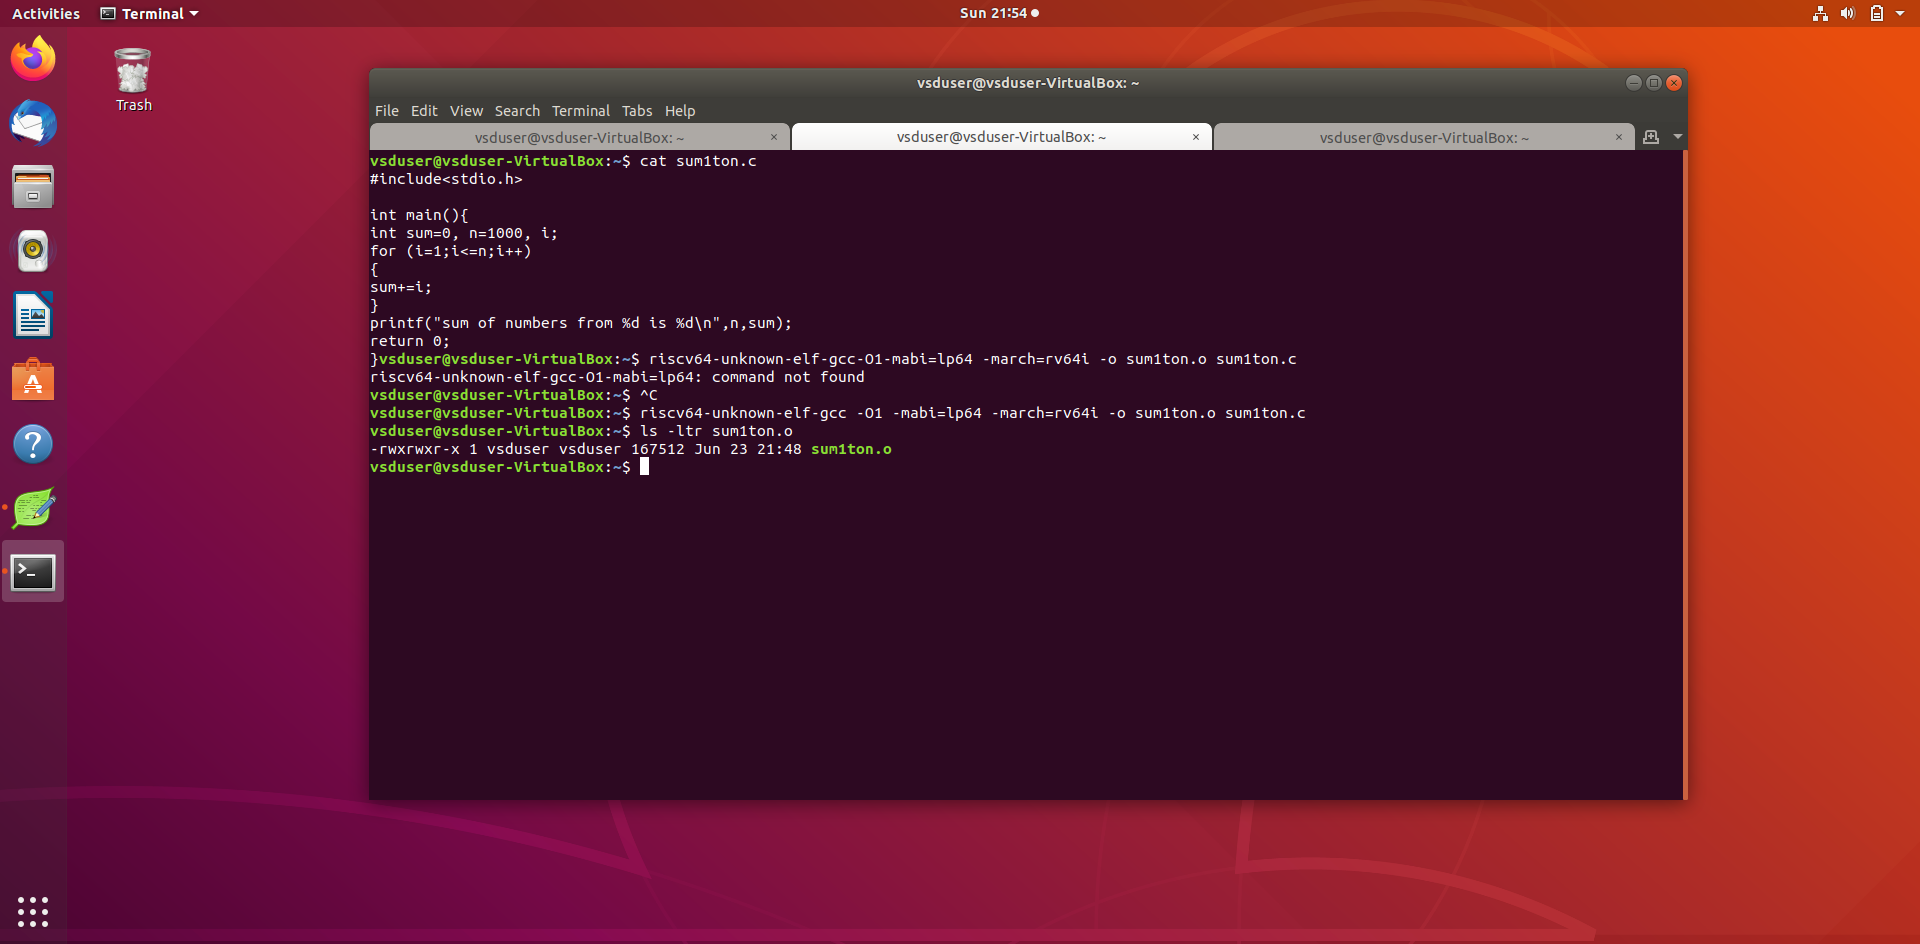 Activities Terminal Sun 21:54
Trash
vsduser@vsduser-VirtualBox: ~
File Edit View Search Terminal Tabs Help
vsduser@vsduser-VirtualBox: ~ × vsduser@vsduser-VirtualBox: ~ × vsduser@vsduser-VirtualBox: ~ ×
vsduser@vsduser-VirtualBox:~$ cat sum1ton.c
#include<stdio.h>
int main(){
int sum=0, n=1000, i;
for (i=1;i<=n;i++)
{
sum+=i;
}
printf("sum of numbers from %d is %d\n",n,sum);
return 0;
}vsduser@vsduser-VirtualBox:~$ riscv64-unknown-elf-gcc-O1-mabi=lp64 -march=rv64i -o sum1ton.o sum1ton.c
riscv64-unknown-elf-gcc-O1-mabi=lp64: command not found
vsduser@vsduser-VirtualBox:~$ ^C
vsduser@vsduser-VirtualBox:~$ riscv64-unknown-elf-gcc -O1 -mabi=lp64 -march=rv64i -o sum1ton.o sum1ton.c
vsduser@vsduser-VirtualBox:~$ ls -ltr sum1ton.o
-rwxrwxr-x 1 vsduser vsduser 167512 Jun 23 21:48 sum1ton.o
vsduser@vsduser-VirtualBox:~$